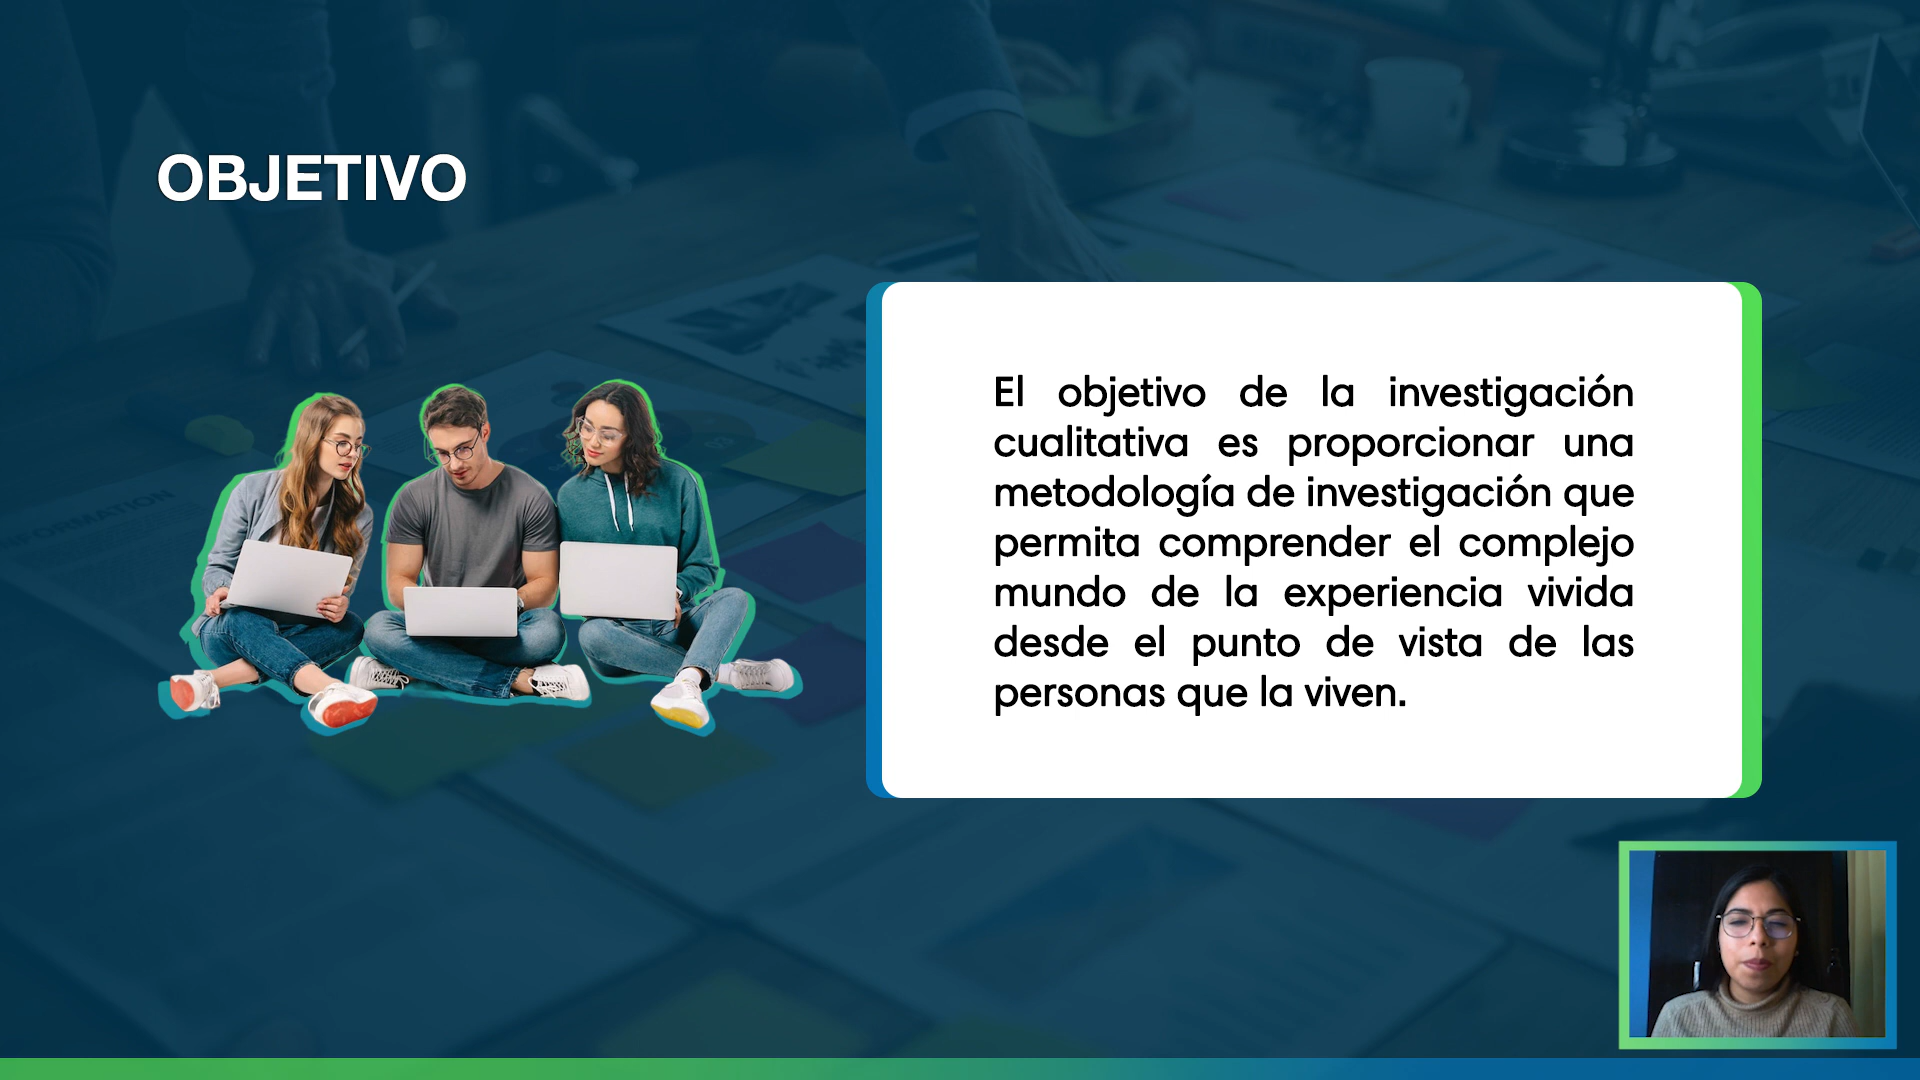 OBJETIVO
El objetivo de la investigación
cualitativa es proporcionar una
metodología de investigación que
permita comprender el complejo
mundo de la experiencia vivida
desde el punto de vista de las
personas que la viven.
INFORMATION